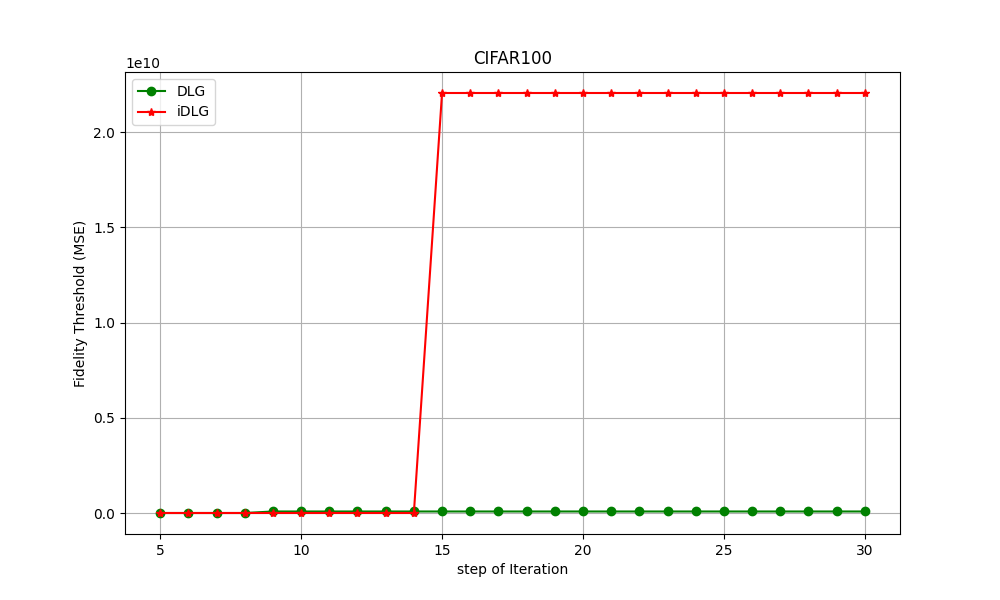 CIFAR100
1e10
DLG
iDLG
2.0
1.5
1.0
0.5
0.0
Fidelity Threshold (MSE)
5 10 15 20 25 30
step of Iteration